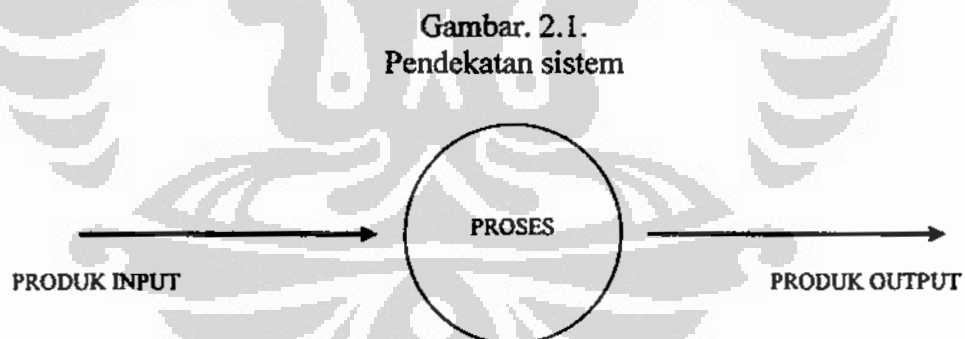 Gambar. 2.1.
Pendekatan sistem
PROSES
PRODUK INPUT
PRODUK OUTPUT